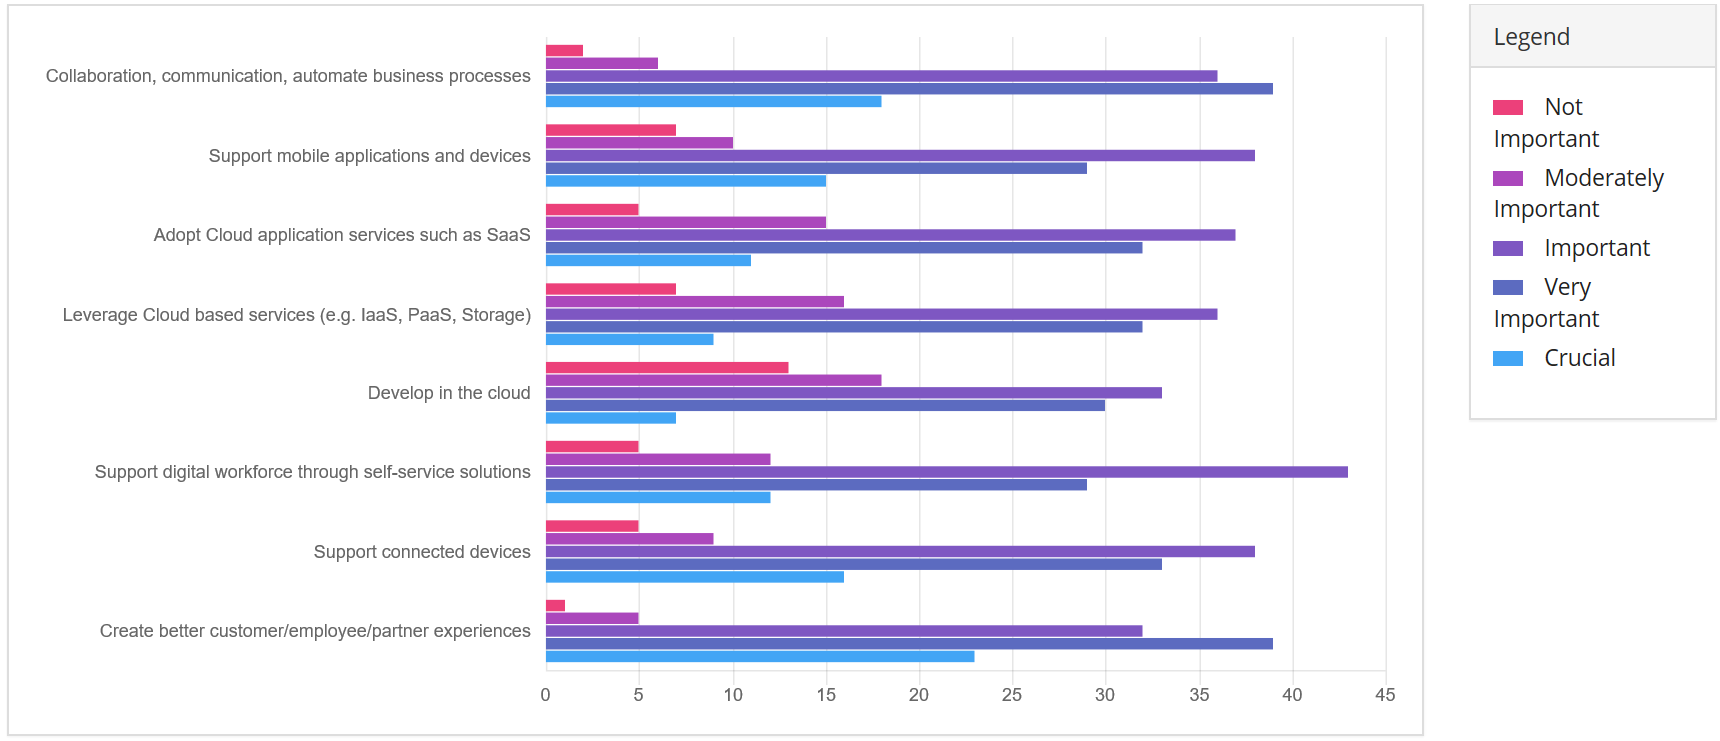 Collaboration, communication, automate business processes
Support mobile applications and devices
Adopt Cloud application services such as SaaS
Leverage Cloud based services (e.g. IaaS, PaaS, Storage)
Develop in the cloud
Support digital workforce through self-service solutions
Support connected devices
Create better customer/employee/partner experiences
0 5 10 15 20 25 30 35 40 45
Legend
Not
Important
Moderately
Important
Important
Very
Important
Crucial